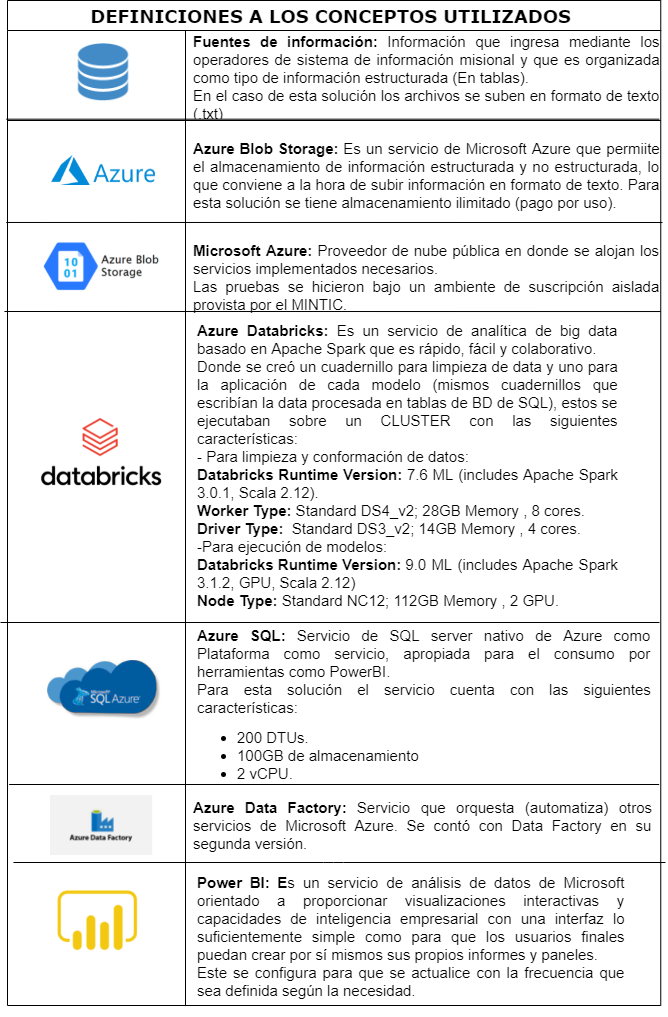 DEFINICIONES A LOS CONCEPTOS UTILIZADOS
Fuentes de información: Información que ingresa mediante los
operadores de sistema de información misional y que es organizada
como tipo de información estructurada (En tablas).
En el caso de esta solución los archivos se suben en formato de texto
(.txt)
Azure
Azure Blob Storage: Es un servicio de Microsoft Azure que permiite
el almacenamiento de información estructurada y no estructurada, lo
que conviene a la hora de subir información en formato de texto. Para
esta solución se tiene almacenamiento ilimitado (pago por uso).
10
01
Azure Blob
Storage
Microsoft Azure: Proveedor de nube pública en donde se alojan los
servicios implementados necesarios.
Las pruebas se hicieron bajo un ambiente de suscripción aislada
provista por el MINTIC.
databricks
Azure Databricks: Es un servicio de analítica de big data
basado en Apache Spark que es rápido, fácil y colaborativo.
Donde se creó un cuadernillo para limpieza de data y uno para
la aplicación de cada modelo (mismos cuadernillos que
escribían la data procesada en tablas de BD de SQL), estos se
ejecutaban sobre un CLUSTER con las siguientes
características:
- Para limpieza y conformación de datos:
Databricks Runtime Version: 7.6 ML (includes Apache Spark
3.0.1, Scala 2.12).
Worker Type: Standard DS4_v2; 28GB Memory , 8 cores.
Driver Type: Standard DS3_v2; 14GB Memory , 4 cores.
-Para ejecución de modelos:
Databricks Runtime Version: 9.0 ML (includes Apache Spark
3.1.2, GPU, Scala 2.12)
Node Type: Standard NC12; 112GB Memory , 2 GPU.
Microsoft
SQL Azure
Azure SQL: Servicio de SQL server nativo de Azure como
Plataforma como servicio, apropiada para el consumo por
herramientas como PowerBI.
Para esta solución el servicio cuenta con las siguientes
características:
• 200 DTUs.
• 100GB de almacenamiento
• 2 vCPU.
Azure Data Factory
Azure Data Factory: Servicio que orquesta (automatiza) otros
servicios de Microsoft Azure. Se contó con Data Factory en su
segunda versión.
Power BI: Es un servicio de análisis de datos de Microsoft
orientado a proporcionar visualizaciones interactivas y
capacidades de inteligencia empresarial con una interfaz lo
suficientemente simple como para que los usuarios finales
puedan crear por sí mismos sus propios informes y paneles.
Este se configura para que se actualice con la frecuencia que
sea definida según la necesidad.